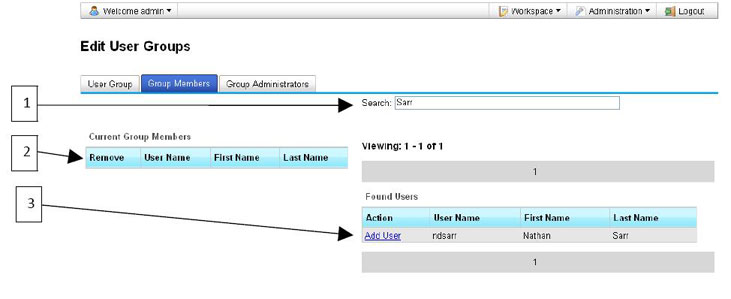 Welcome admin Workspace Administration Logout
Edit User Groups
User Group Group Members Group Administrators
1 Search: Sarr
2 Current Group Members
Remove User Name First Name Last Name
Viewing: 1 - 1 of 1
1
3 Found Users
Action User Name First Name Last Name
Add User ndsarr Nathan Sarr
1